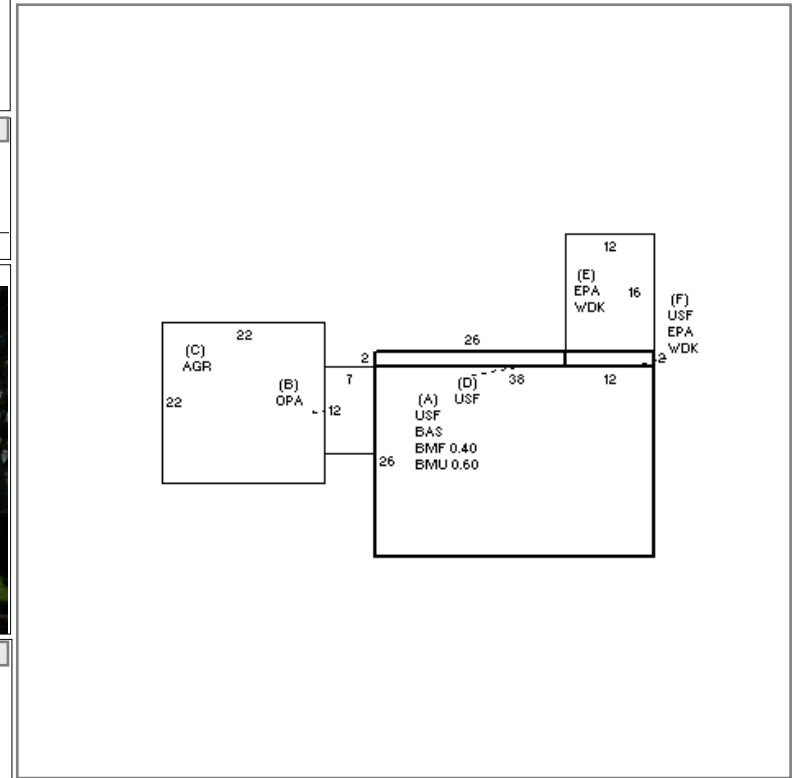 12
(E)
EPA
WDK
16
(F)
USF
EPA
WDK
2
26
22
(C)
AGR
22
(B)
OPA
12
2
7
(D)
USF
38
12
(A)
USF
BAS
BMF 0.40
BMU 0.60
26